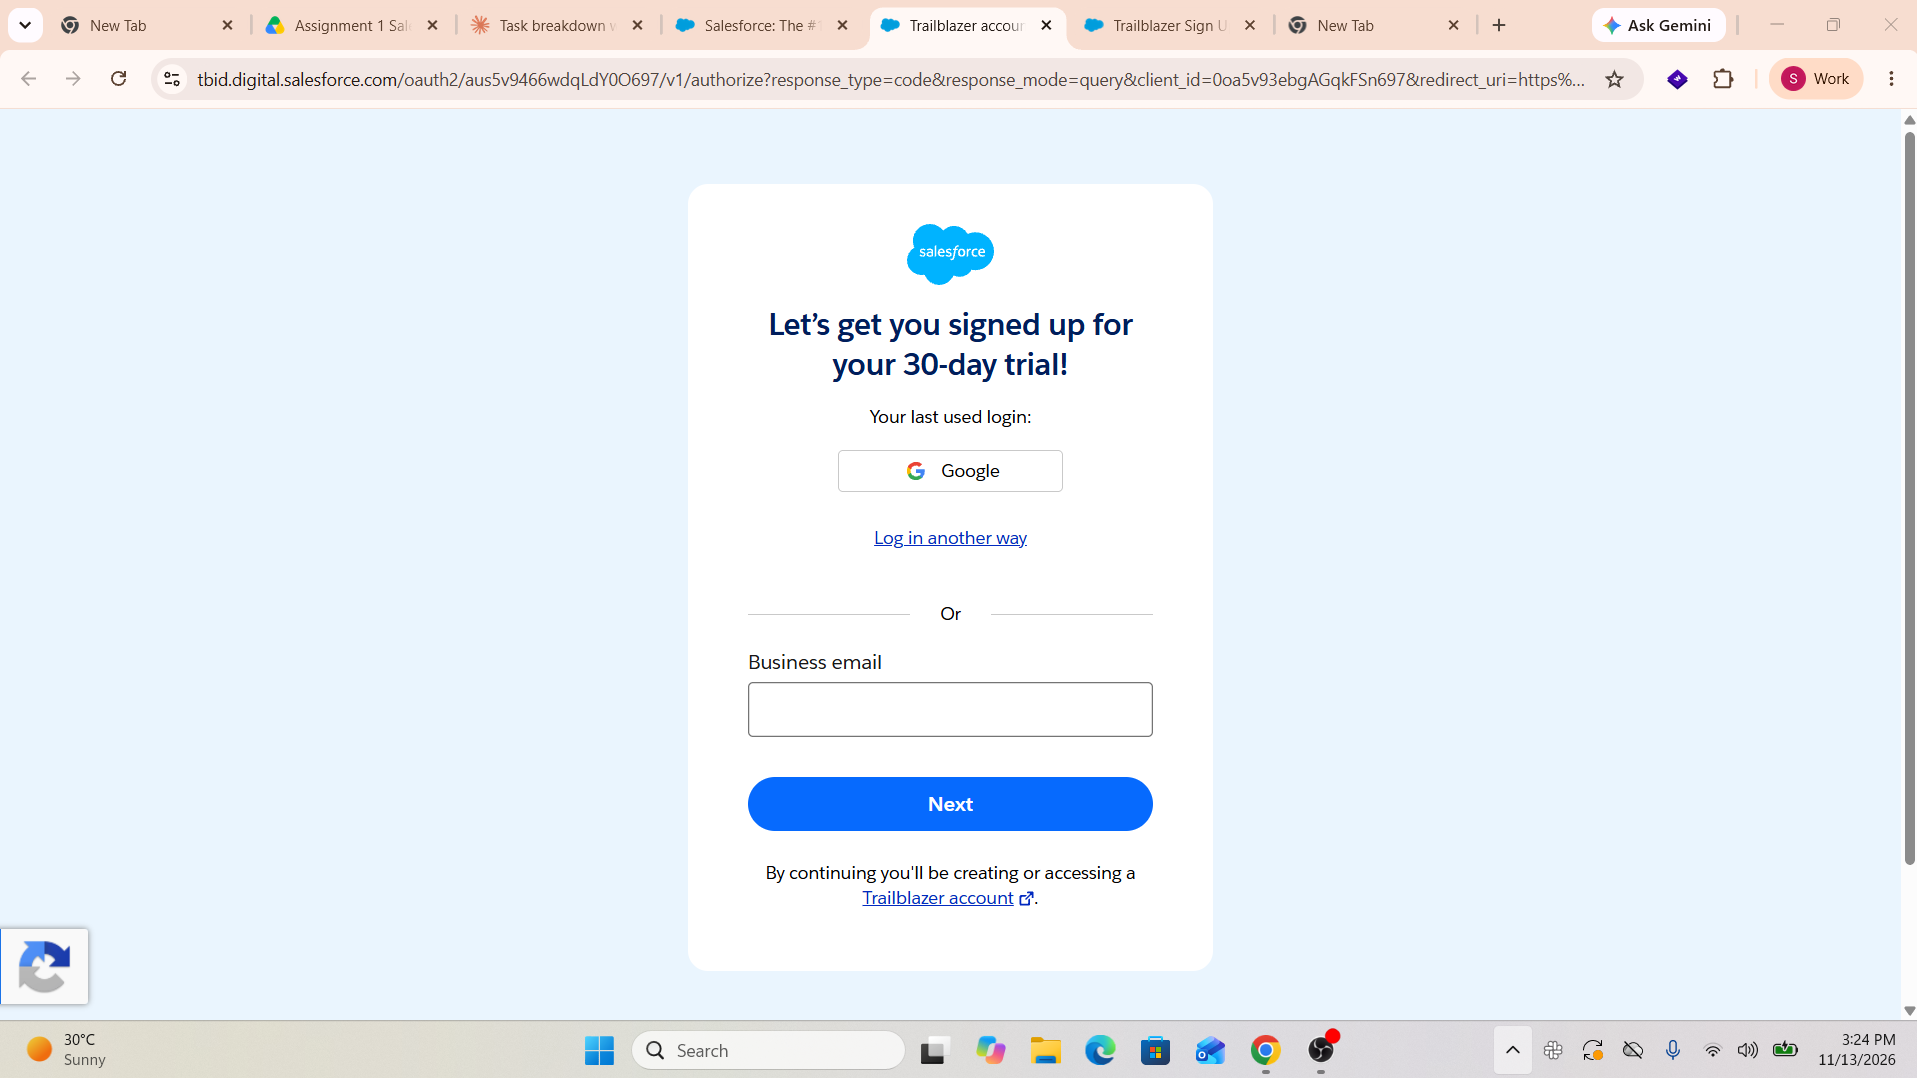 New Tab
Assignment 1 Sal
Task breakdown w
Salesforce: The #1
Trailblazer accour
Trailblazer Sign U
New Tab
Ask Gemini
tbid.digital.salesforce.com/oauth2/aus5v9466wdqLdY0O697/v1/authorize?response_type=code&response_mode=query&client_id=0oa5v93ebgAGqkFSn697&redirect_uri=https%...
S
Work
salesforce
Let’s get you signed up for
your 30-day trial!
Your last used login:
Google
Log in another way
Or
Business email
Next
By continuing you'll be creating or accessing a
Trailblazer account .
30°C
Sunny
Search
3:24 PM
11/13/2026